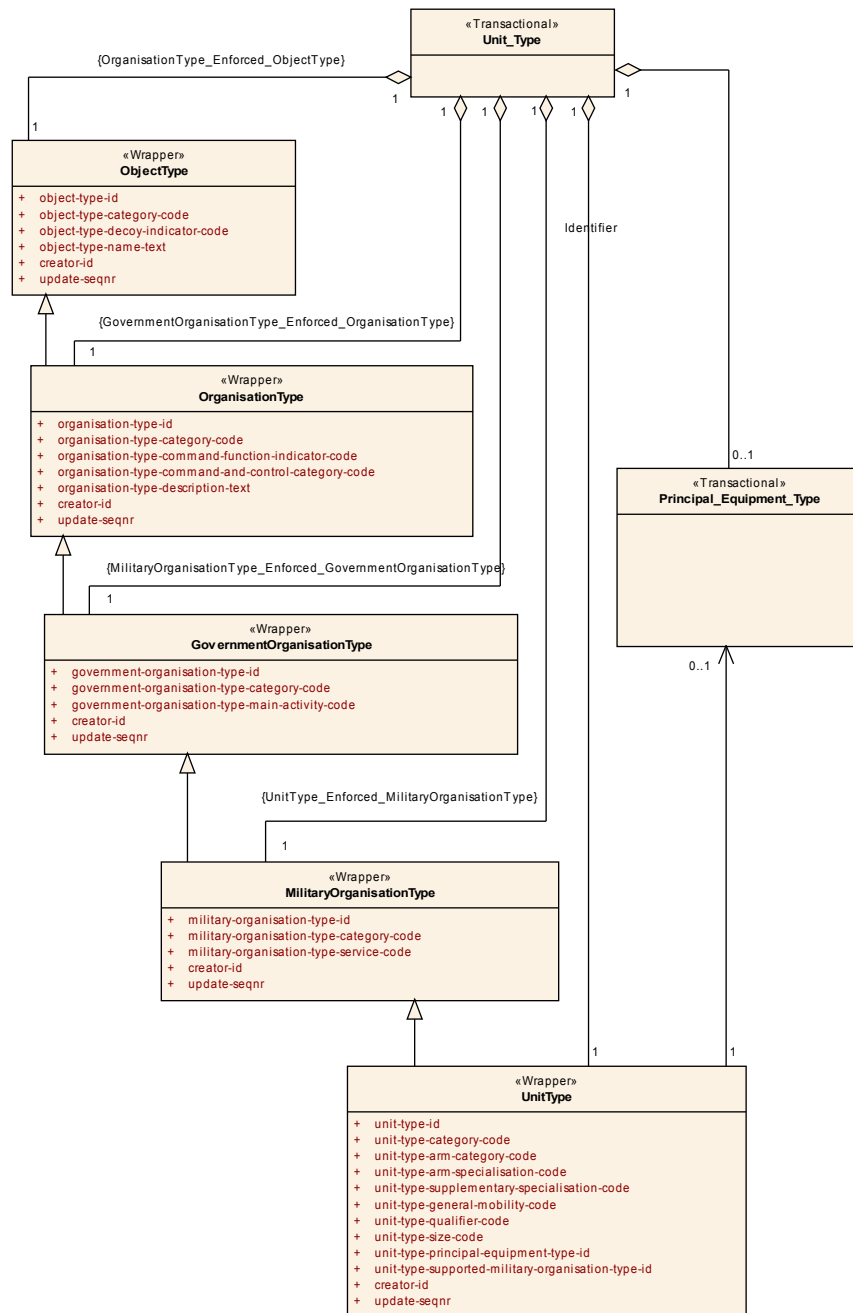 «Transactional»
Unit_Type
{OrganisationType_Enforced_ObjectType}
1
1
1
1
1
1
1
«Wrapper»
ObjectType
+ object-type-id
+ object-type-category-code
+ object-type-decoy-indicator-code
+ object-type-name-text
+ creator-id
+ update-seqnr
Identifier
{GovernmentOrganisationType_Enforced_OrganisationType}
1
«Wrapper»
OrganisationType
+ organisation-type-id
+ organisation-type-category-code
+ organisation-type-command-function-indicator-code
+ organisation-type-command-and-control-category-code
+ organisation-type-description-text
+ creator-id
+ update-seqnr
0..1
«Transactional»
Principal_Equipment_Type
{MilitaryOrganisationType_Enforced_GovernmentOrganisationType}
1
«Wrapper»
GovernmentOrganisationType
+ government-organisation-type-id
+ government-organisation-type-category-code
+ government-organisation-type-main-activity-code
+ creator-id
+ update-seqnr
0..1
{UnitType_Enforced_MilitaryOrganisationType}
1
«Wrapper»
MilitaryOrganisationType
+ military-organisation-type-id
+ military-organisation-type-category-code
+ military-organisation-type-service-code
+ creator-id
+ update-seqnr
1
1
«Wrapper»
UnitType
+ unit-type-id
+ unit-type-category-code
+ unit-type-arm-category-code
+ unit-type-arm-specialisation-code
+ unit-type-supplementary-specialisation-code
+ unit-type-general-mobility-code
+ unit-type-qualifier-code
+ unit-type-size-code
+ unit-type-principal-equipment-type-id
+ unit-type-supported-military-organisation-type-id
+ creator-id
+ update-seqnr